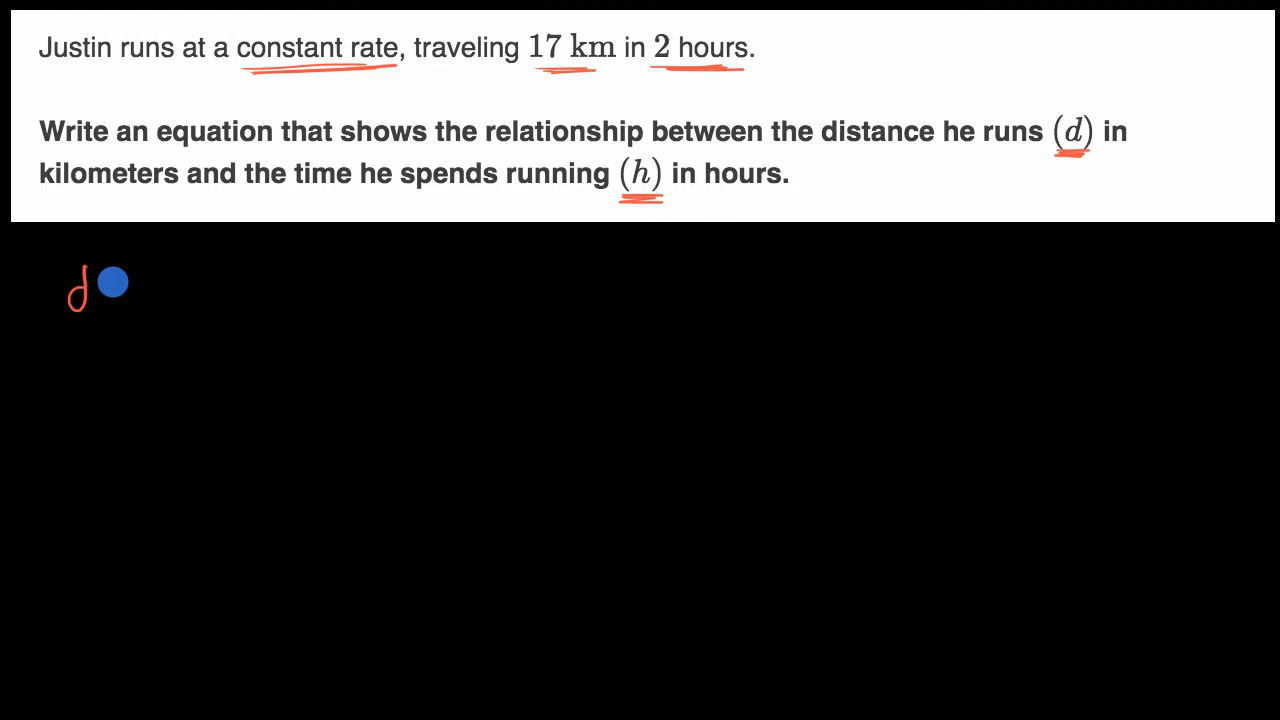 Justin runs at a constant rate, traveling 17 km in 2 hours.
Write an equation that shows the relationship between the distance he runs (d) in
kilometers and the time he spends running (h) in hours.
d